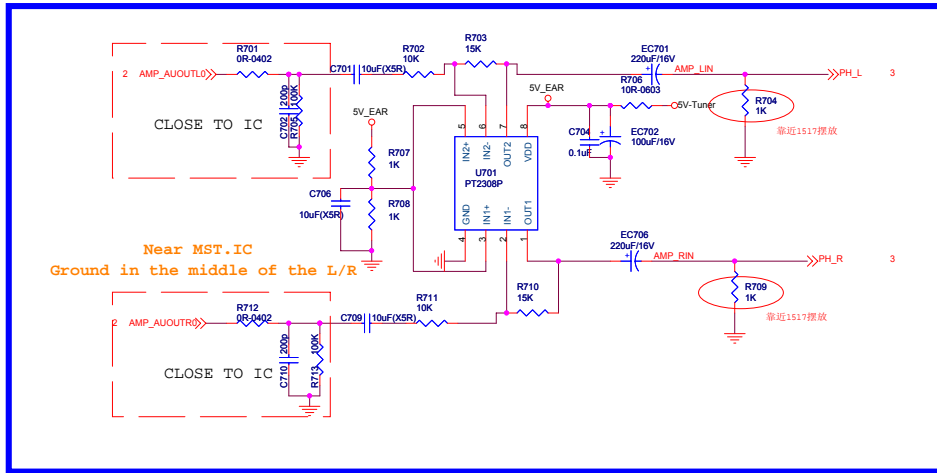 R701
0R-0402
2 AMP_AUOUTL0
C702
200p
R705
100K
CLOSE TO IC
C701
10uF(X5R)
R702
10K
R703
15K
EC701
220uF/16V
AMP_LIN
PH_L 3
R704
1K
靠近1517摆放
5V_EAR
R706
10R-0603
5V-Tuner
C704
0.1uF
EC702
100uF/16V
5V_EAR
R707
1K
C706
10uF(X5R)
R708
1K
5 6 7 8
IN2+ IN2- OUT2 VDD
U701
PT2308P
GND IN1+ IN1- OUT1
4 3 2 1
Near MST.IC
Ground in the middle of the L/R
EC706
220uF/16V
AMP_RIN
PH_R 3
R709
1K
靠近1517摆放
R710
15K
R711
10K
C709
10uF(X5R)
R712
0R-0402
2 AMP_AUOUTR0
C710
200p
R713
100K
CLOSE TO IC